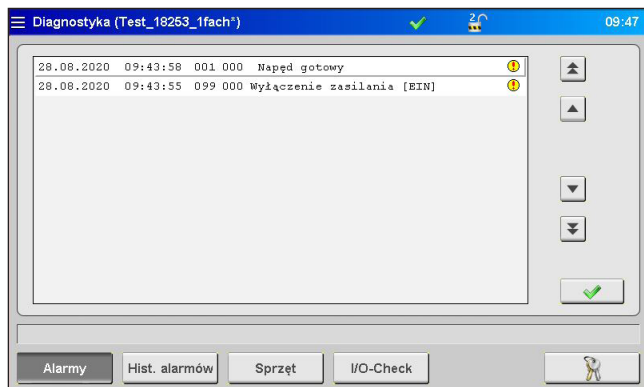 Diagnostyka (Test_18253_1fach*)
2
09:47
28.08.2020 09:43:58 001 000 Napęd gotowy
28.08.2020 09:43:55 099 000 Wyłączenie zasilania [EIN]
Alarmy
Hist. alarmów
Sprzęt
I/O-Check